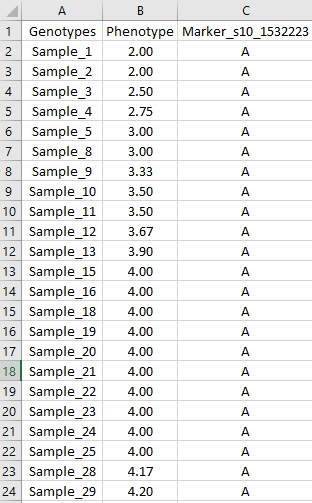 A B C
1 Genotypes Phenotype Marker_s10_1532223
2 Sample_1 2.00 A
3 Sample_2 2.00 A
4 Sample_3 2.50 A
5 Sample_4 2.75 A
6 Sample_5 3.00 A
7 Sample_8 3.00 A
8 Sample_9 3.33 A
9 Sample_10 3.50 A
10 Sample_11 3.50 A
11 Sample_12 3.67 A
12 Sample_13 3.90 A
13 Sample_15 4.00 A
14 Sample_16 4.00 A
15 Sample_18 4.00 A
16 Sample_19 4.00 A
17 Sample_20 4.00 A
18 Sample_21 4.00 A
19 Sample_22 4.00 A
20 Sample_23 4.00 A
21 Sample_24 4.00 A
22 Sample_25 4.00 A
23 Sample_28 4.17 A
24 Sample_29 4.20 A